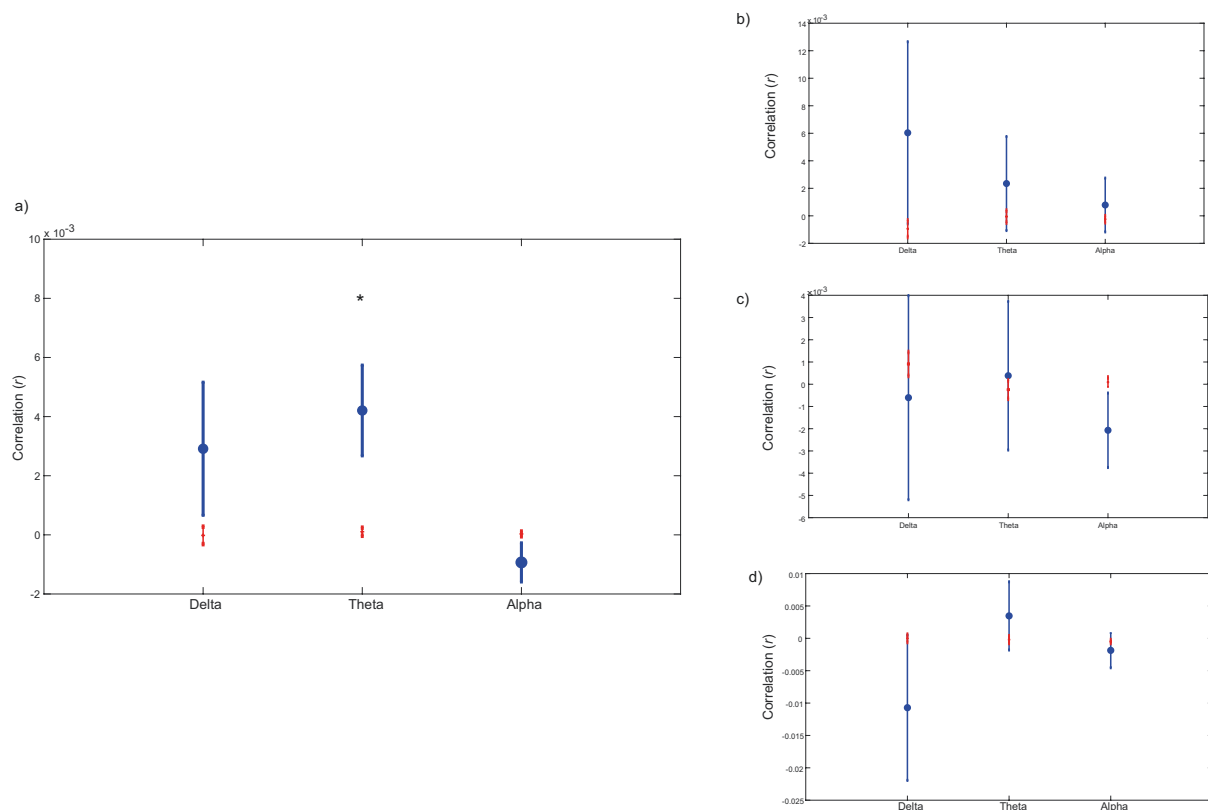 a)
x 10⁻³
10
8
6
4
2
0
-2
Correlation (r)
*
Delta Theta Alpha
b)
×10⁻³
14
12
10
8
6
4
2
0
-2
Correlation (r)
Delta Theta Alpha
c)
×10⁻³
4
3
2
1
0
-1
-2
-3
-4
-5
-6
Correlation (r)
Delta Theta Alpha
d)
0.01
0.005
0
-0.005
-0.01
-0.015
-0.02
-0.025
Correlation (r)
Delta Theta Alpha